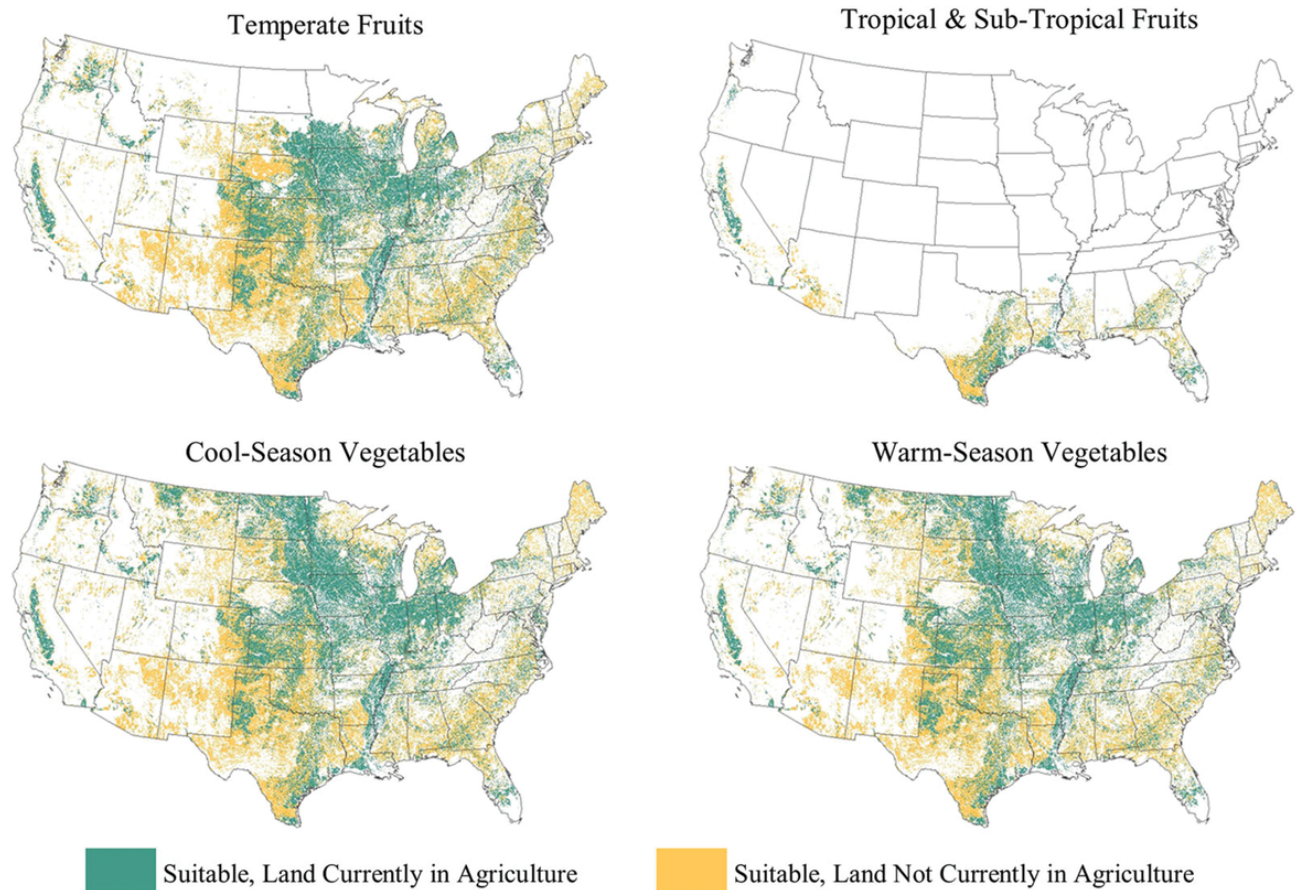 Temperate Fruits
Tropical & Sub-Tropical Fruits
Cool-Season Vegetables
Warm-Season Vegetables
Suitable, Land Currently in Agriculture
Suitable, Land Not Currently in Agriculture